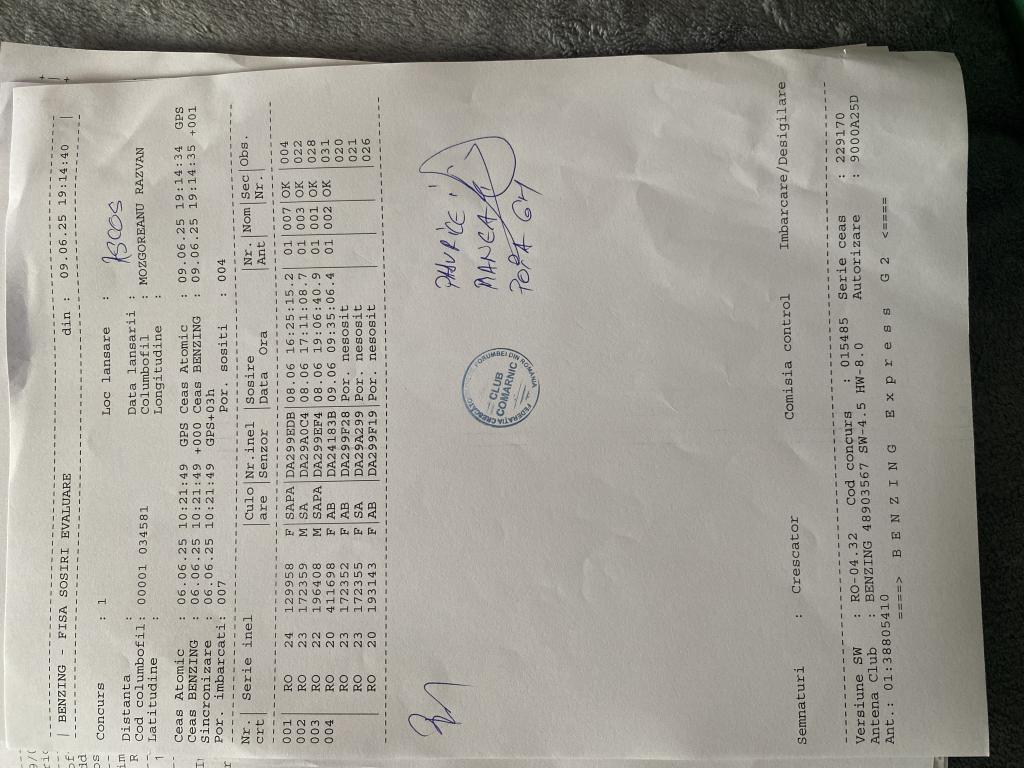 | BENZING - FISA SOSIRI EVALUARE din : 09.06.25 19:14:40 |
Concurs : 1 Loc lansare : ASCOS
Distanta : Data lansarii :
Cod columbofil: 00001 034581 Columbofil : MOZGOREANU RAZVAN
Latitudine : Longitudine :
Ceas Atomic : 06.06.25 10:21:49 GPS Ceas Atomic : 09.06.25 19:14:34 GPS
Ceas BENZING : 06.06.25 10:21:49 +000 Ceas BENZING : 09.06.25 19:14:35 +001
Sincronizare : 06.06.25 10:21:49 GPS+03h
Por. imbarcati: 007 Por. sositi : 004
Nr. | Serie inel | Culo | Nr.inel | Sosire | Nr. | Nom | Sec | Obs.
crt | are | Senzor | Data Ora | Ant | Nr. |
001 | RO 24 129958 F | SAPA | DA299EDB | 08.06 16:25:15.2 | 01 | 007 | OK | 004
002 | RO 23 172359 M | SA | DA29A0C4 | 08.06 17:11:08.7 | 01 | 003 | OK | 022
003 | RO 22 196408 M | SAPA | DA299EF4 | 08.06 19:06:40.9 | 01 | 001 | OK | 028
004 | RO 20 411698 F | AB | DA24183B | 09.06 09:35:06.4 | 01 | 002 | OK | 031
| RO 23 172352 F | AB | DA299F28 | Por. nesosit | 020
| RO 23 172355 F | SA | DA29A299 | Por. nesosit | 021
| RO 20 193143 F | AB | DA299F19 | Por. nesosit | 026
MANEA
POPA GH
FEDERATIA CRESCATO FORUMBEI DIN ROMANIA
CLUB
COMARNIC
Semnaturi : Crescator Comisia control Imbarcare/Desigilare
Versiune SW : RO-04.32 Cod concurs : 015485 Serie ceas : 229170
Antena Club : BENZING 48903567 SW-4.5 HW-8.0 Autorizare : 9000A25D
Ant.: 01:38805410
====> B E N Z I N G E x p r e s s G 2 <====